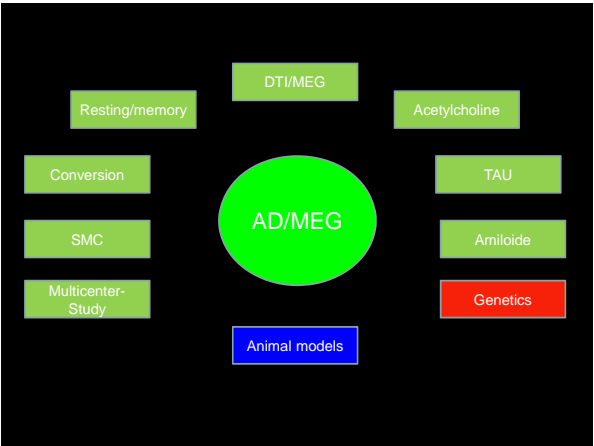 DTI/MEG
Resting/memory
Acetylcholine
Conversion
TAU
AD/MEG
SMC
Amiloide
Multicenter-
Study
Genetics
Animal models